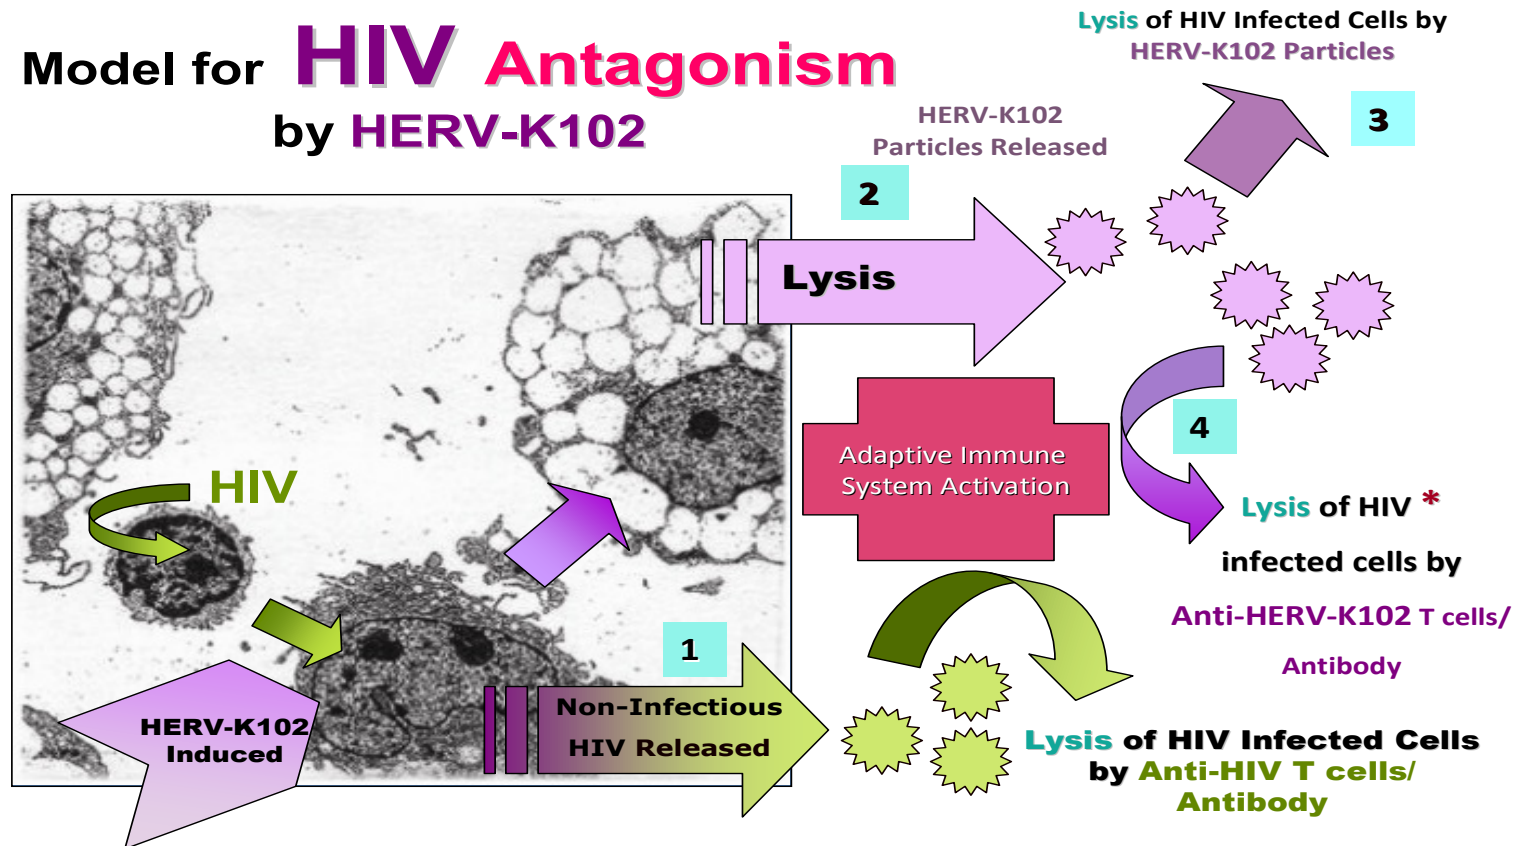 Model for HIV Antagonism
by HERV-K102
Lysis of HIV Infected Cells by
HERV-K102 Particles
3
HERV-K102
Particles Released
2
Lysis
Adaptive Immune
System Activation
4
Lysis of HIV *
infected cells by
Anti-HERV-K102 T cells/
Antibody
HIV
HERV-K102
Induced
1
Non-Infectious
HIV Released
Lysis of HIV Infected Cells
by Anti-HIV T cells/
Antibody